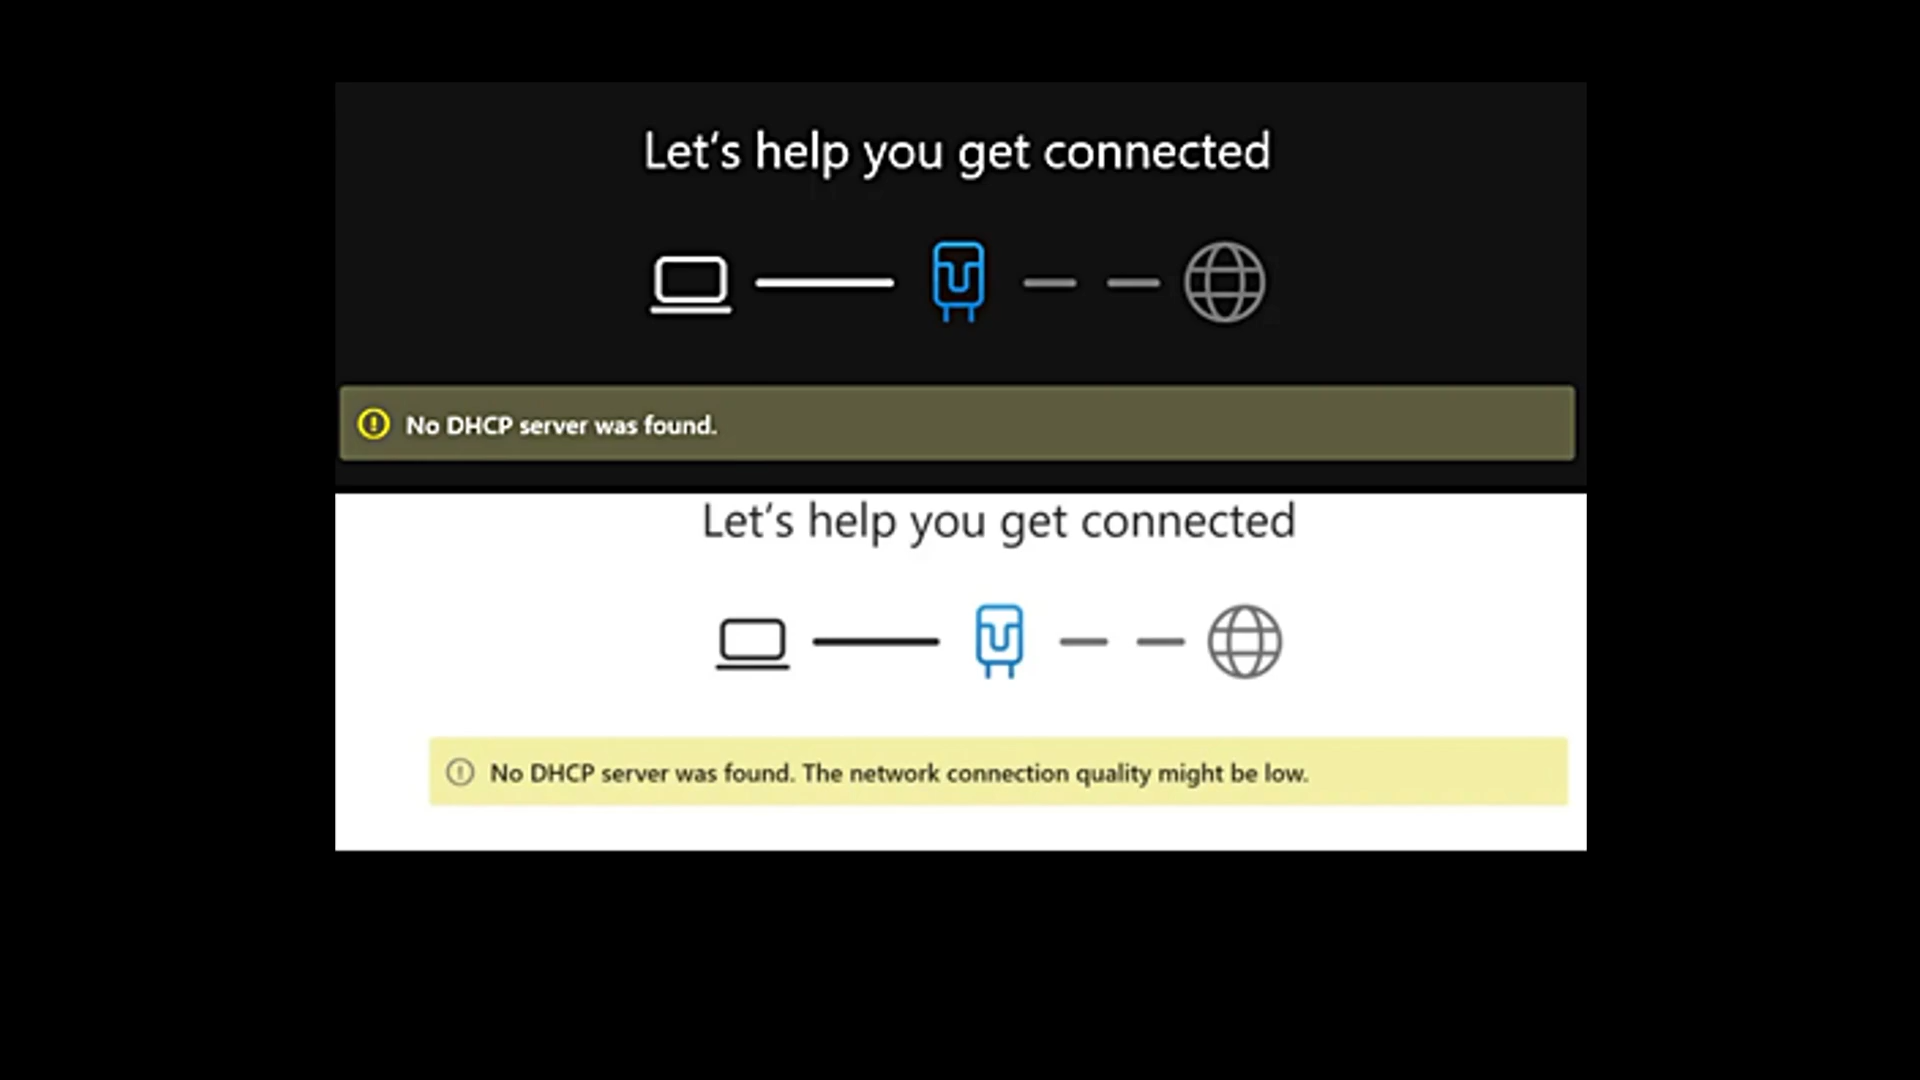 Let's help you get connected
No DHCP server was found.
Let's help you get connected
No DHCP server was found. The network connection quality might be low.